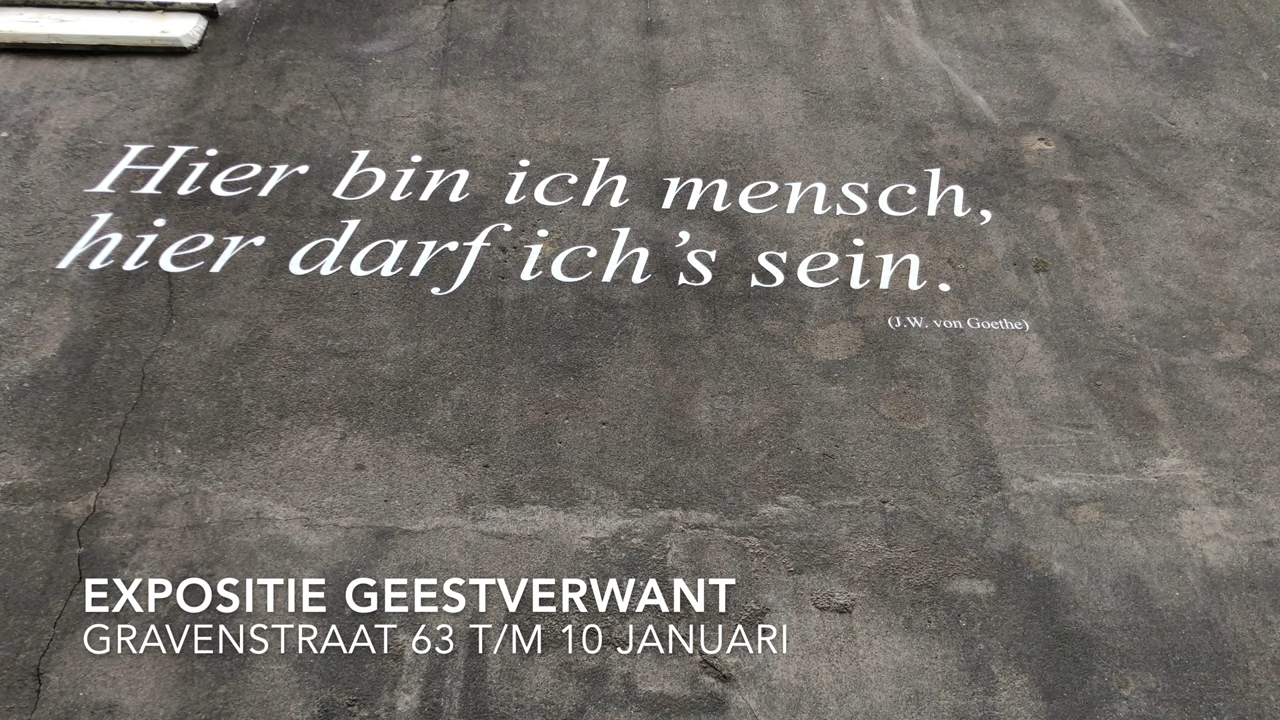 Hier bin ich mensch,
hier darf ich’s sein.
(J.W. von Goethe)
EXPOSITIE GEESTVERWANT
GRAVENSTRAAT 63 T/M 10 JANUARI